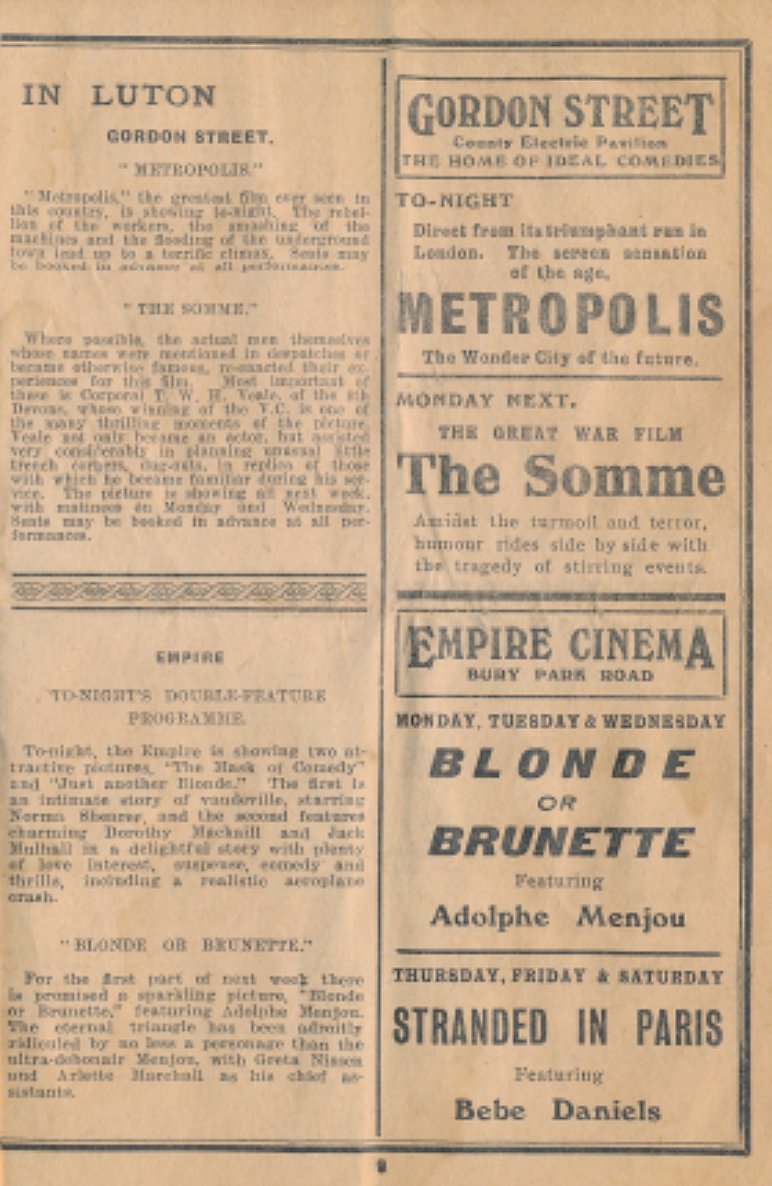 IN LUTON
GORDON STREET.
"METROPOLIS."
"Metropolis," the greatest film ever seen in
this country, is showing to-night. The rebel-
lion of the workers, the smashing of the
machines and the flooding of the underground
town lead up to a terrific climax. Seats may
be booked in advance at all performances.
"THE SOMME."
Where possible, the actual men themselves
whose names were mentioned in despatches or
became otherwise famous, re-enacted their ex-
periences for this film. Most important of
these is Corporal T. W. H. Veale, of the 8th
Devons, whose winning of the V.C. is one of
the many thrilling moments of the picture.
Veale not only became an actor, but assisted
very considerably in planning unusual little
trench corners, dug-outs, in replica of those
with which he became familiar during his ser-
vice. The picture is showing all next week,
with matinees on Monday and Wednesday.
Seats may be booked in advance at all per-
formances.
EMPIRE
TO-NIGHT'S DOUBLE-FEATURE
PROGRAMME.
To-night, the Empire is showing two at-
tractive pictures, "The Mask of Comedy"
and "Just another Blonde." The first is
an intimate story of vaudeville, starring
Norma Shearer, and the second features
charming Dorothy Mackaill and Jack
Mulhall in a delightful story with plenty
of love interest, suspense, comedy and
thrills, including a realistic aeroplane
crash.
"BLONDE OR BRUNETTE."
For the first part of next week there
is promised a sparkling picture, "Blonde
or Brunette," featuring Adolphe Menjou.
The eternal triangle has been adroitly
ridiculed by no less a personage than the
ultra-debonair Menjou, with Greta Nissen
and Arlette Marchall as his chief as-
sistants.
GORDON STREET
County Electric Pavilion
THE HOME OF IDEAL COMEDIES
TO-NIGHT
Direct from its triumphant run in
London. The screen sensation
of the age.
METROPOLIS
The Wonder City of the future.
MONDAY NEXT.
THE GREAT WAR FILM
The Somme
Amidst the turmoil and terror,
humour rides side by side with
the tragedy of stirring events.
EMPIRE CINEMA
BURY PARK ROAD
MONDAY, TUESDAY & WEDNESDAY
BLONDE
OR
BRUNETTE
Featuring
Adolphe Menjou
THURSDAY, FRIDAY & SATURDAY
STRANDED IN PARIS
Featuring
Bebe Daniels